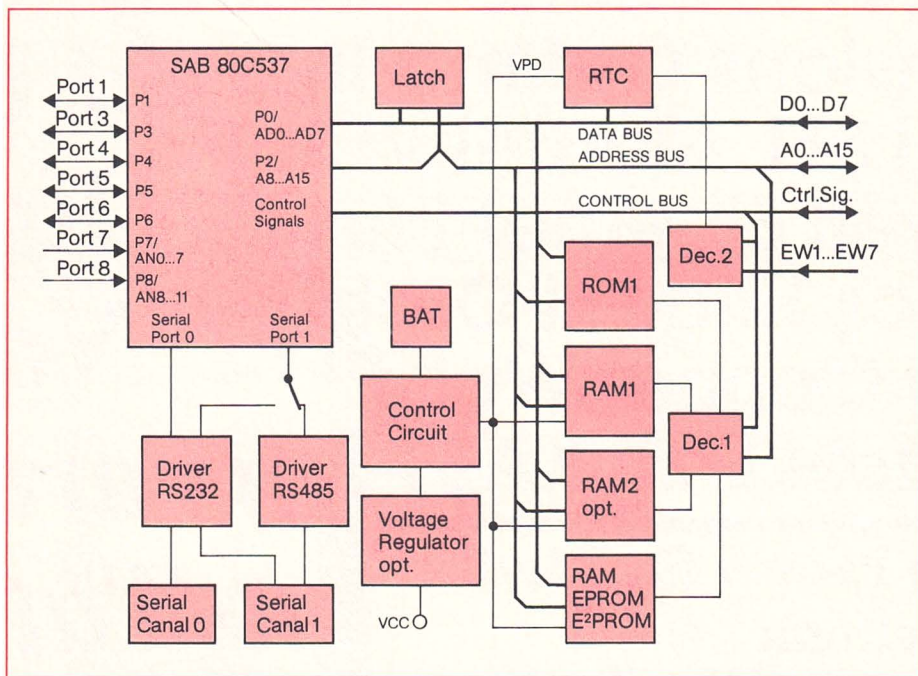 SAB 80C537
Port 1
Port 3
Port 4
Port 5
Port 6
Port 7
Port 8
P1
P3
P4
P5
P6
P7/
AN0...7
P8/
AN8...11
P0/
AD0...AD7
P2/
A8...A15
Control
Signals
Serial
Port 0
Serial
Port 1
Latch
VPD
RTC
D0...D7
DATA BUS
ADDRESS BUS
A0...A15
CONTROL BUS
Ctrl.Sig.
Dec.2
EW1...EW7
BAT
ROM1
Control
Circuit
RAM1
Dec.1
Driver
RS232
Driver
RS485
Voltage
Regulator
opt.
RAM2
opt.
Serial
Canal 0
Serial
Canal 1
VCC
RAM
EPROM
E²PROM